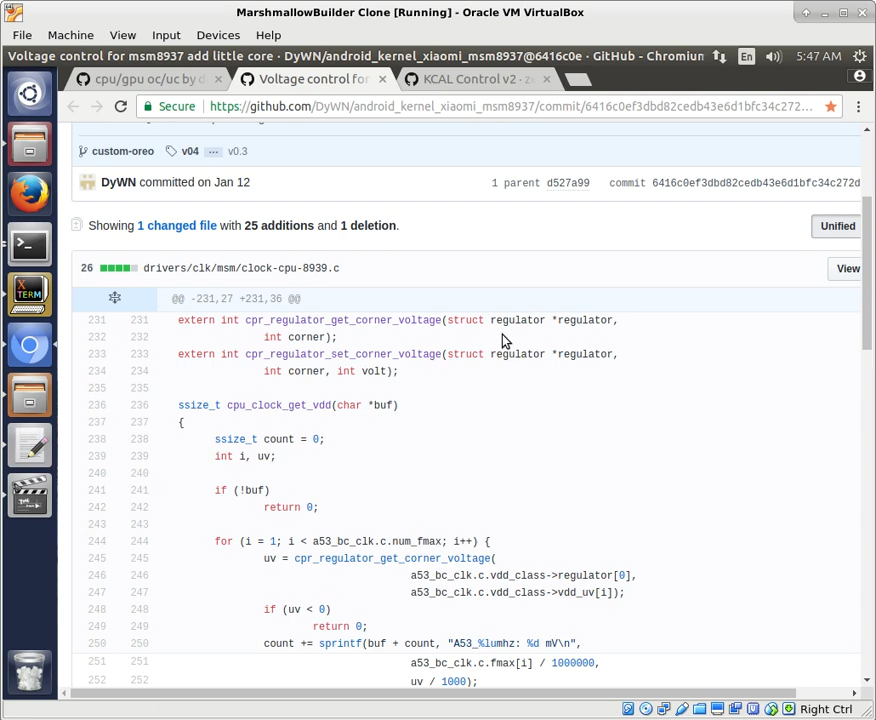 MarshmallowBuilder Clone [Running] - Oracle VM VirtualBox
File Machine View Input Devices Help
Voltage control for msm8937 add little core · DyWN/android_kernel_xiaomi_msm8937@6416c0e · GitHub - Chromium En 5:47 AM
cpu/gpu oc/uc by d
Voltage control for
KCAL Control v2 · z
Secure https://github.com/DyWN/android_kernel_xiaomi_msm8937/commit/6416c0ef3dbd82cedb43e6d1bfc34c272...
custom-oreo v04 ... v0.3
DyWN committed on Jan 12 1 parent d527a99 commit 6416c0ef3dbd82cedb43e6d1bfc34c272d
Showing 1 changed file with 25 additions and 1 deletion. Unified
26 drivers/clk/msm/clock-cpu-8939.c View
@@ -231,27 +231,36 @@
231 231 extern int cpr_regulator_get_corner_voltage(struct regulator *regulator,
232 232 int corner);
233 233 extern int cpr_regulator_set_corner_voltage(struct regulator *regulator,
234 234 int corner, int volt);
235 235
236 236 ssize_t cpu_clock_get_vdd(char *buf)
237 237 {
238 238 ssize_t count = 0;
239 239 int i, uv;
240 240
241 241 if (!buf)
242 242 return 0;
243 243
244 244 for (i = 1; i < a53_bc_clk.c.num_fmax; i++) {
245 245 uv = cpr_regulator_get_corner_voltage(
246 246 a53_bc_clk.c.vdd_class->regulator[0],
247 247 a53_bc_clk.c.vdd_class->vdd_uv[i]);
248 248 if (uv < 0)
249 249 return 0;
250 250 count += sprintf(buf + count, "A53_%lumhz: %d mV\n",
251 251 a53_bc_clk.c.fmax[i] / 1000000,
252 252 uv / 1000);
X TERM
Right Ctrl